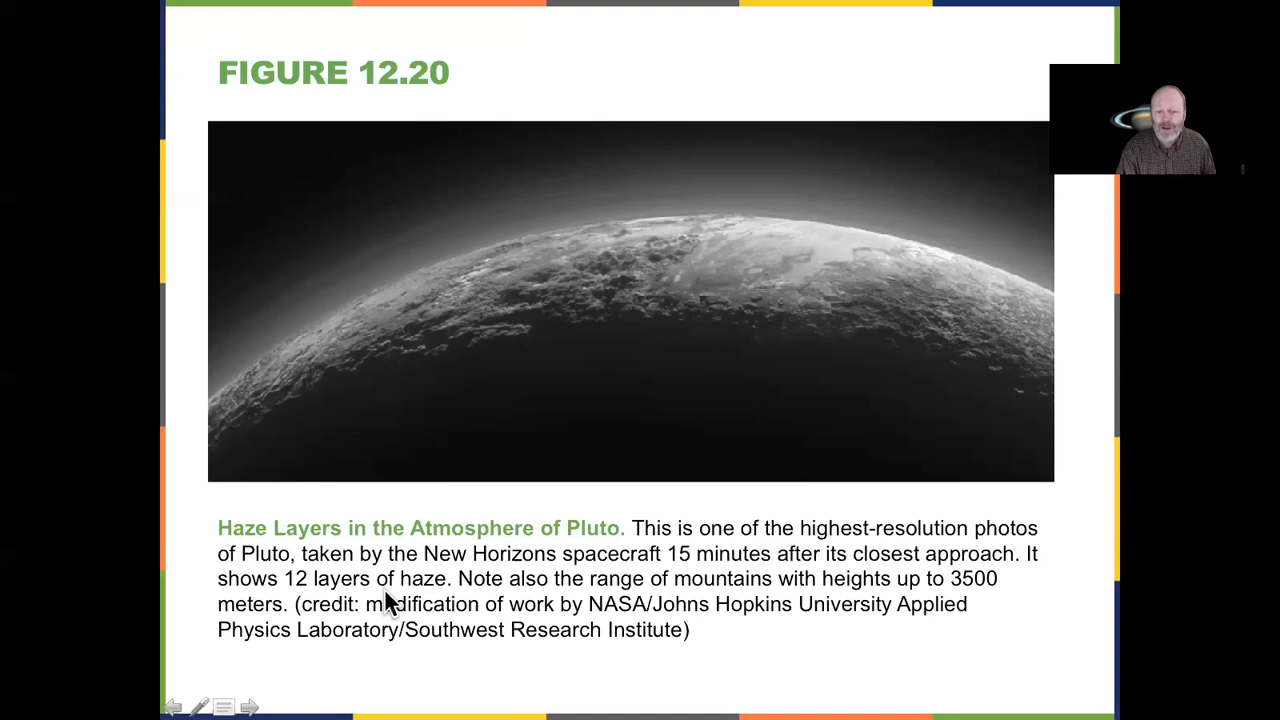 FIGURE 12.20
Haze Layers in the Atmosphere of Pluto. This is one of the highest-resolution photos
of Pluto, taken by the New Horizons spacecraft 15 minutes after its closest approach. It
shows 12 layers of haze. Note also the range of mountains with heights up to 3500
meters. (credit: modification of work by NASA/Johns Hopkins University Applied
Physics Laboratory/Southwest Research Institute)